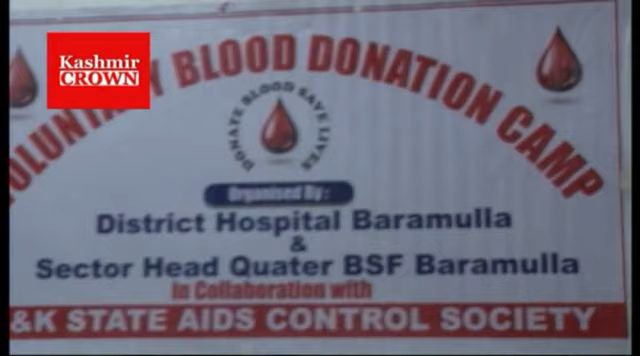 Kashmir
CROWN
VOLUNTARY BLOOD DONATION CAMP
DONATE BLOOD SAVE LIVES
Organised By:
District Hospital Baramulla
&
Sector Head Quater BSF Baramulla
In Collaboration with
&K STATE AIDS CONTROL SOCIETY